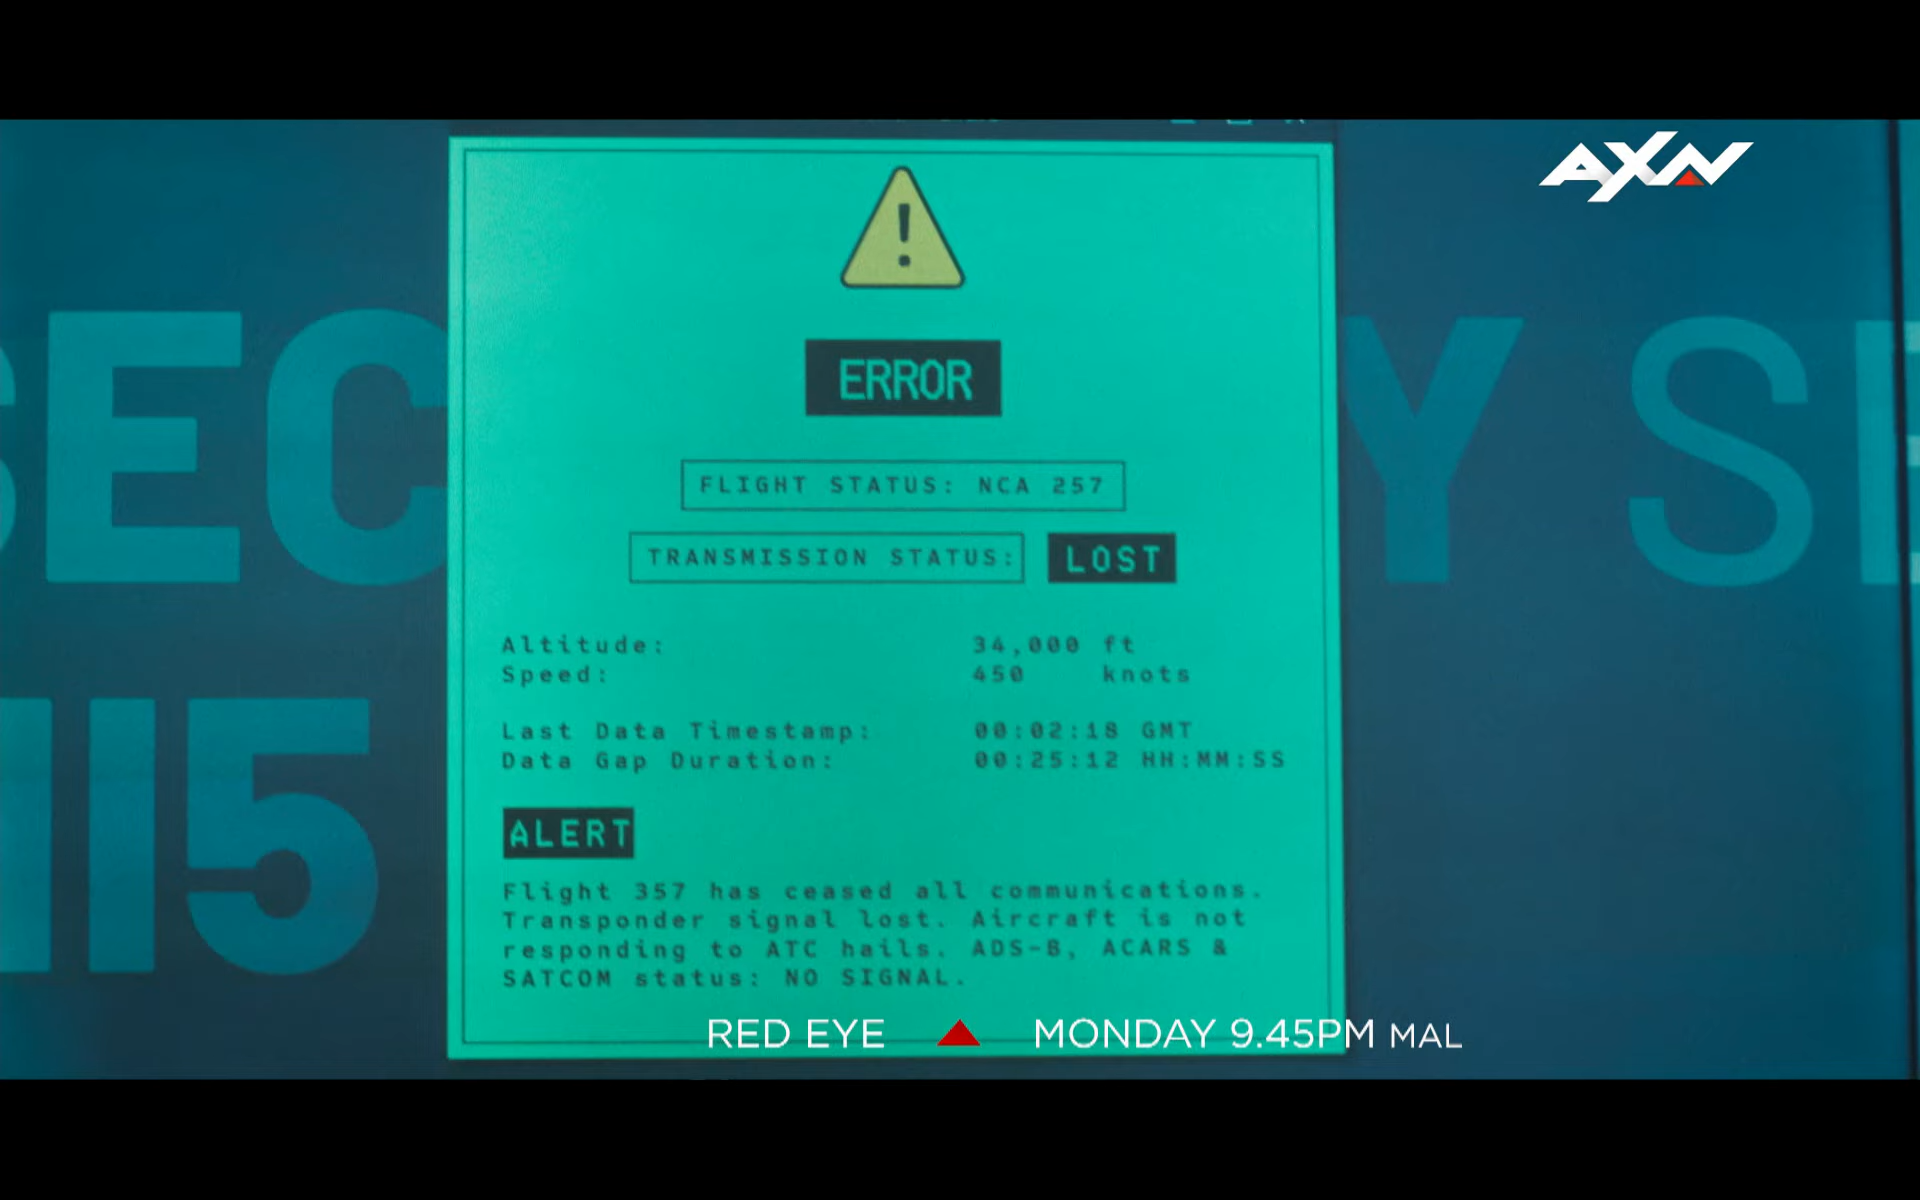 AXN
ERROR
FLIGHT STATUS: NCA 257
TRANSMISSION STATUS: LOST
SEC Y SE
Altitude: 34,000 ft
Speed: 450 knots
Last Data Timestamp: 00:02:18 GMT
Data Gap Duration: 00:25:12 HH:MM:SS
MI5
ALERT
Flight 357 has ceased all communications.
Transponder signal lost. Aircraft is not
responding to ATC hails. ADS-B, ACARS &
SATCOM status: NO SIGNAL.
RED EYE MONDAY 9.45PM MAL